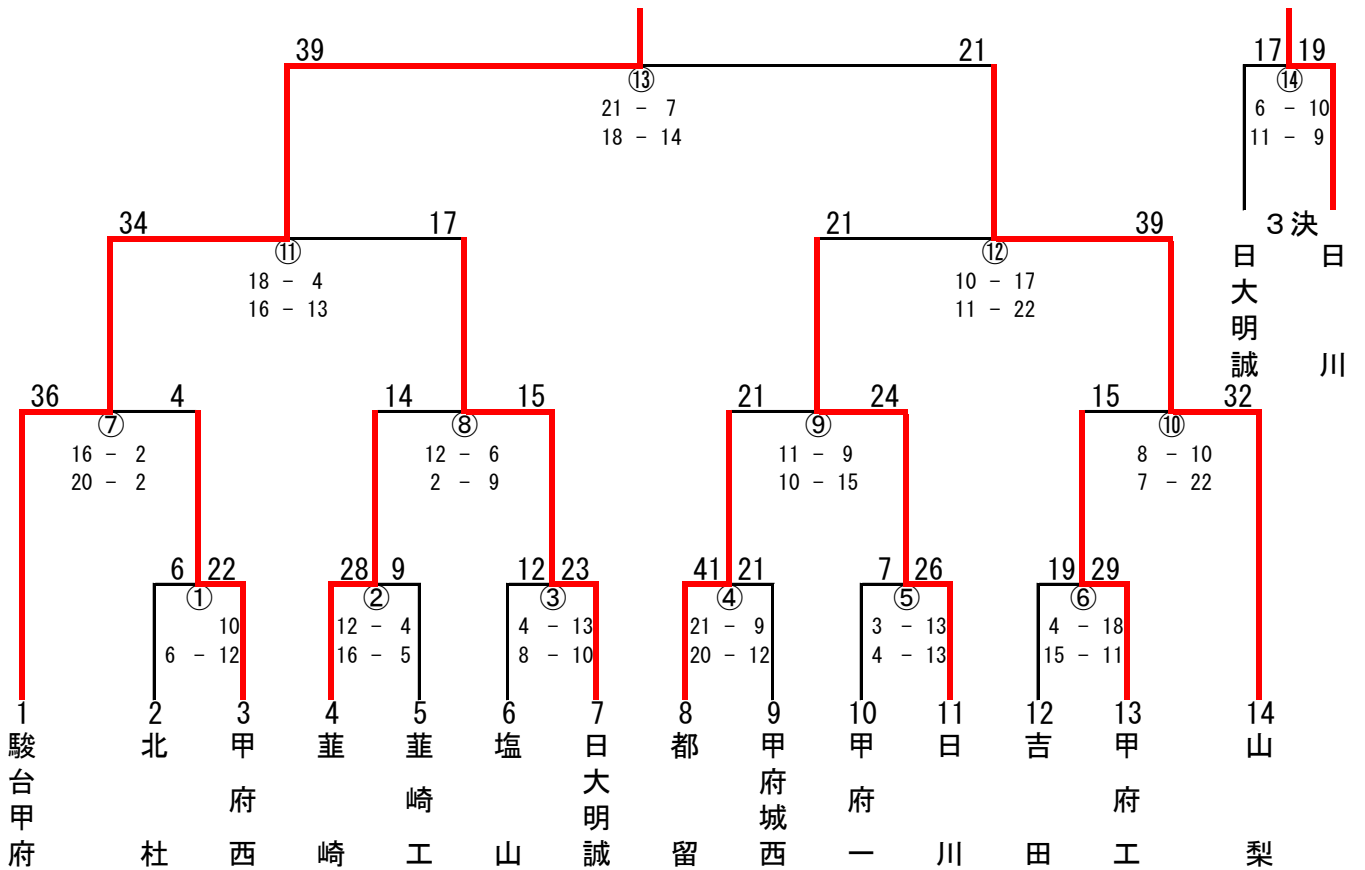 39 21 17 19
⑬ ⑭
21 - 7 6 - 10
18 - 14 11 - 9
34 17 21 39 3決
⑪ ⑫
18 - 4 10 - 17
16 - 13 11 - 22
日大明誠 日川
36 4 14 15 21 24 15 32
⑦ ⑧ ⑨ ⑩
16 - 2 12 - 6 11 - 9 8 - 10
20 - 2 2 - 9 10 - 15 7 - 22
6 22 28 9 12 23 41 21 7 26 19 29
① ② ③ ④ ⑤ ⑥
10 12 - 4 4 - 13 21 - 9 3 - 13 4 - 18
6 - 12 16 - 5 8 - 10 20 - 12 4 - 13 15 - 11
1 2 3 4 5 6 7 8 9 10 11 12 13 14
駿台甲府
北杜
甲府西
韮崎
韮崎工
塩山
日大明誠
都留
甲府城西
甲府一
日川
吉田
甲府工
山梨